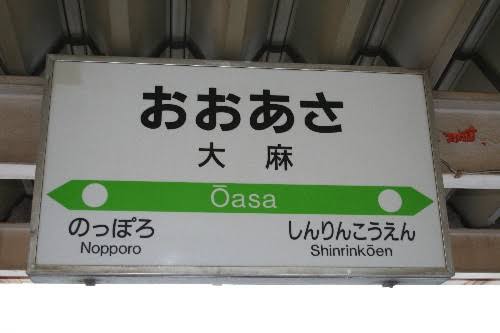 おおあさ
大麻
Ōasa
のっぽろ しんりんこうえん
Nopporo Shinrinkōen